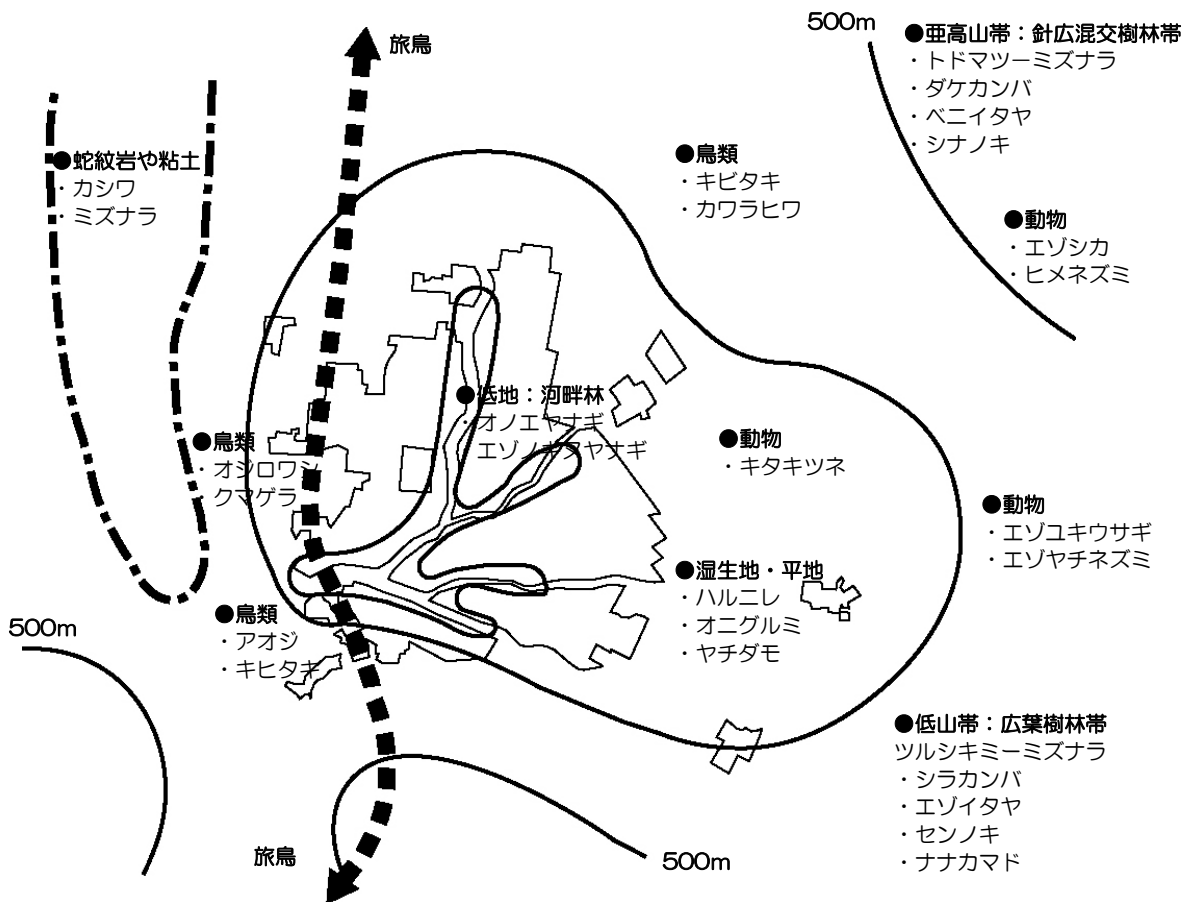 500m
●亜高山帯：針広混交樹林帯
・トドマツーミズナラ
・ダケカンバ
・ベニイタヤ
・シナノキ
旅鳥
●蛇紋岩や粘土
・カシワ
・ミズナラ
●鳥類
・キビタキ
・カワラヒワ
●動物
・エゾシカ
・ヒメネズミ
●低地：河畔林
・オノエヤナギ
エゾノキヌヤナギ
●鳥類
・オジロワシ
・クマゲラ
●動物
・キタキツネ
●動物
・エゾユキウサギ
・エゾヤチネズミ
●湿生地・平地
・ハルニレ
・オニグルミ
・ヤチダモ
●鳥類
・アオジ
・キヒタキ
500m
●低山帯：広葉樹林帯
ツルシキミーミズナラ
・シラカンバ
・エゾイタヤ
・センノキ
・ナナカマド
旅鳥
500m